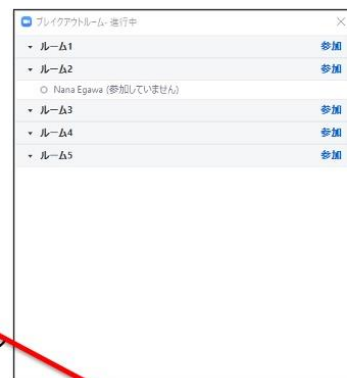 ブレイクアウトルーム - 進行中
ルーム1 参加
ルーム2 参加
Nana Egawa (参加していません)
ルーム3 参加
ルーム4 参加
ルーム5 参加